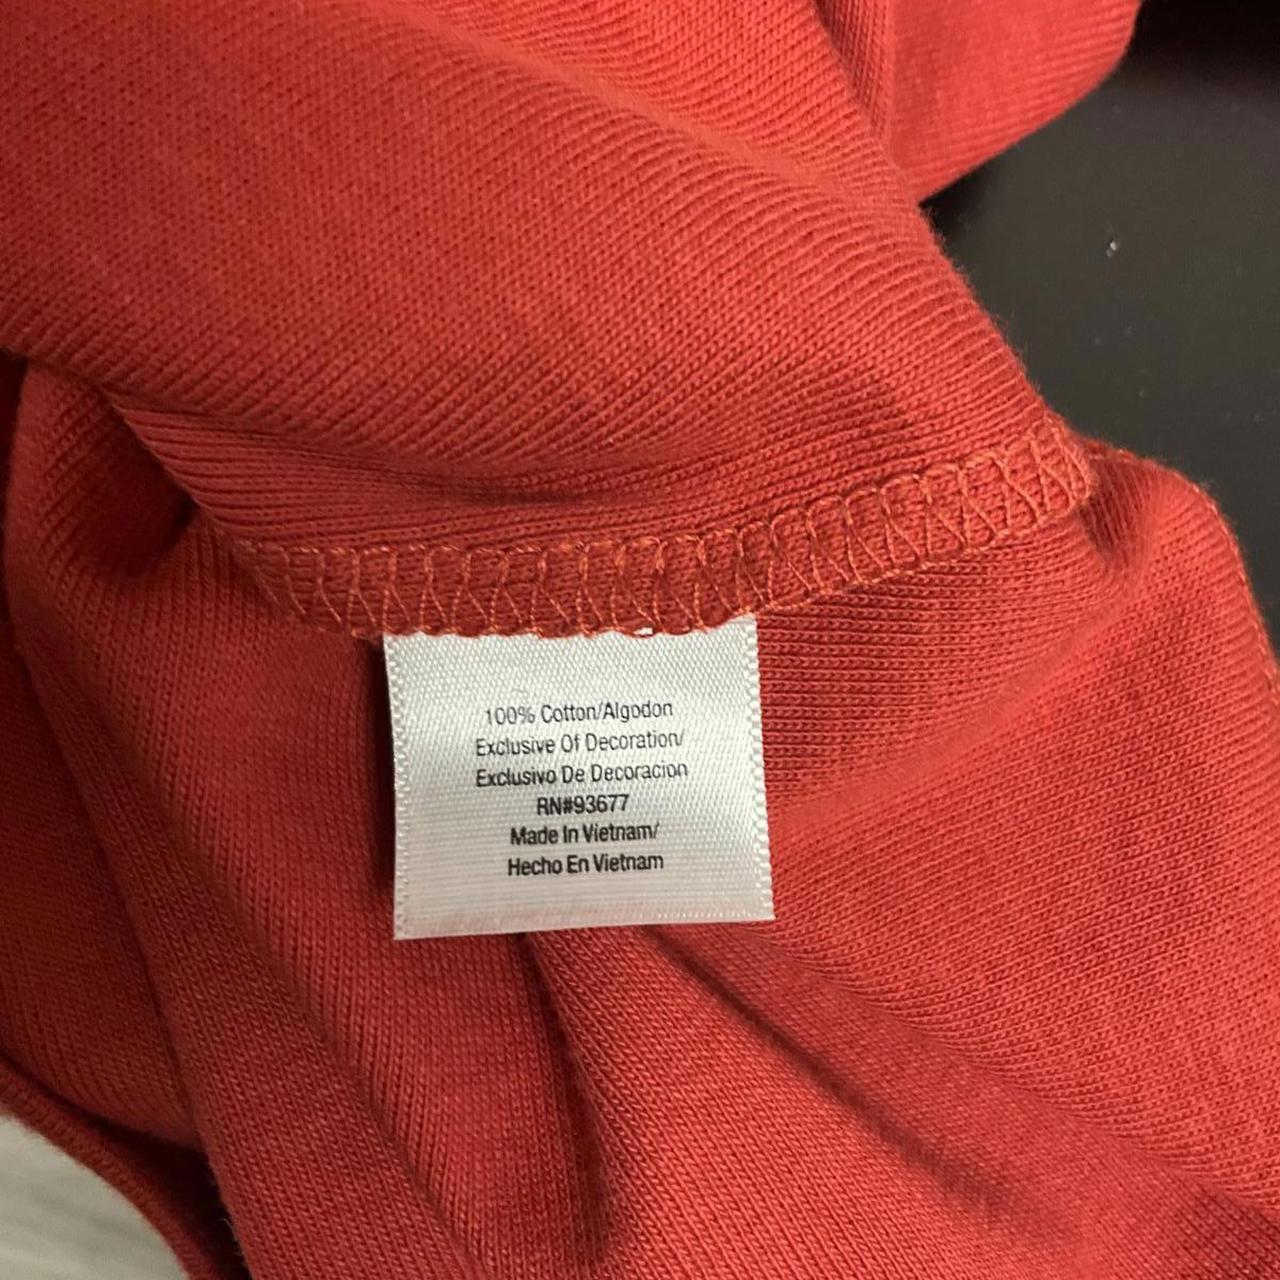 100% Cotton/Algodon
Exclusive Of Decoration/
Exclusivo De Decoracion
RN#93677
Made In Vietnam/
Hecho En Vietnam